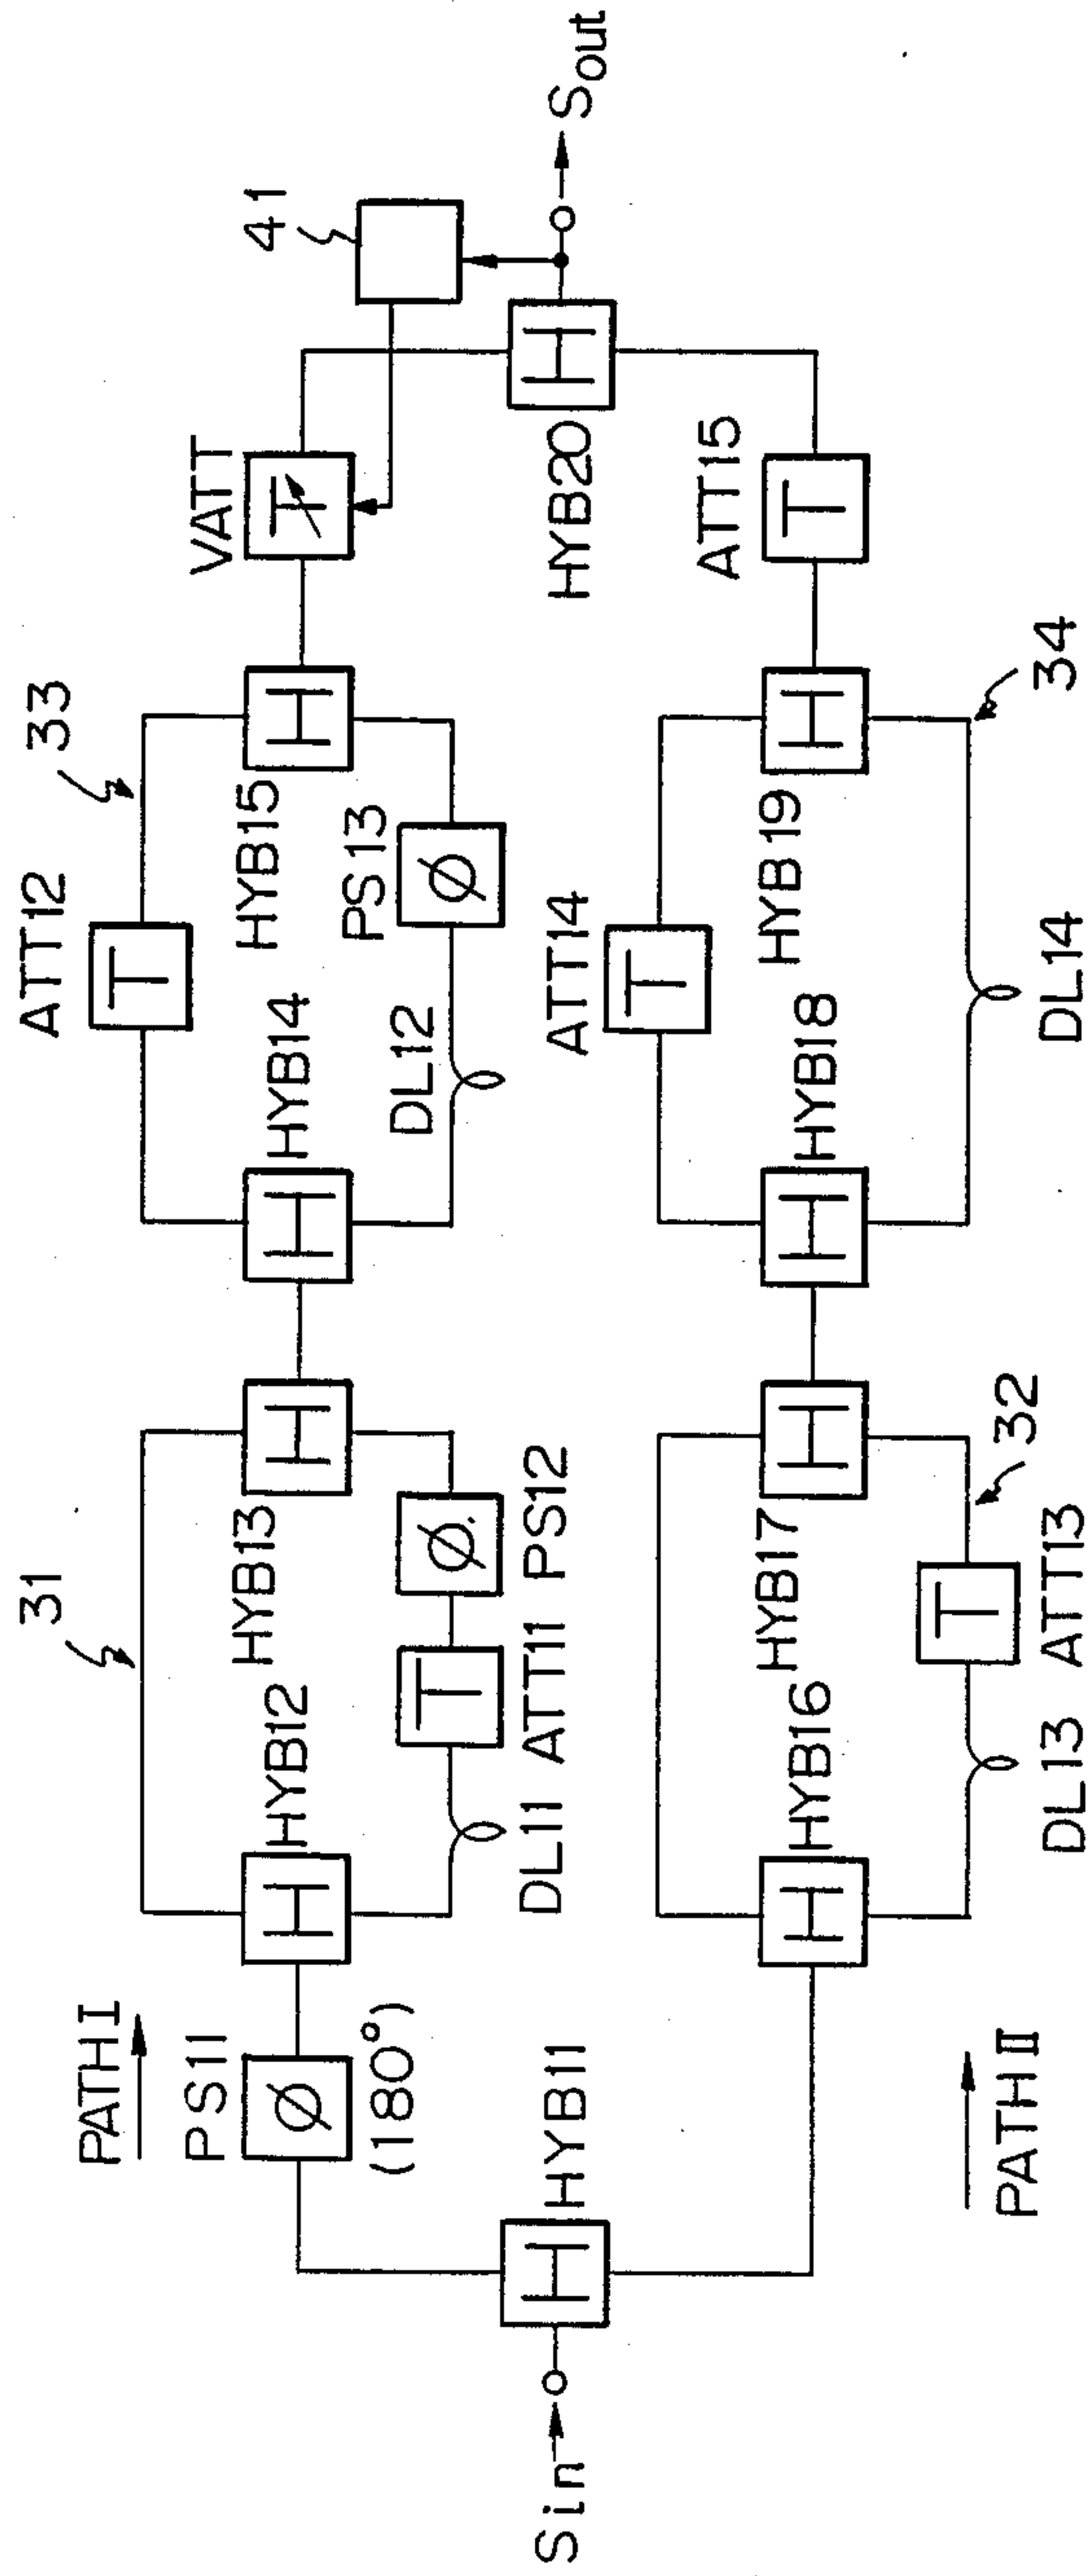 PATH I
PS11
(180°)
Sin
HYB11
31
HYB12
HYB13
DL11 ATT11 PS12
33
ATT12
HYB14
HYB15
DL12
PS13
VATT
41
HYB20
Sout
HYB16
HYB17
DL13 ATT13
32
ATT14
HYB18
HYB19
DL14
34
ATT15
PATH II
H
H
H
H
H
H
H
H
H
H
T
T
T
T
T
T
Ø
Ø
Ø
Ø